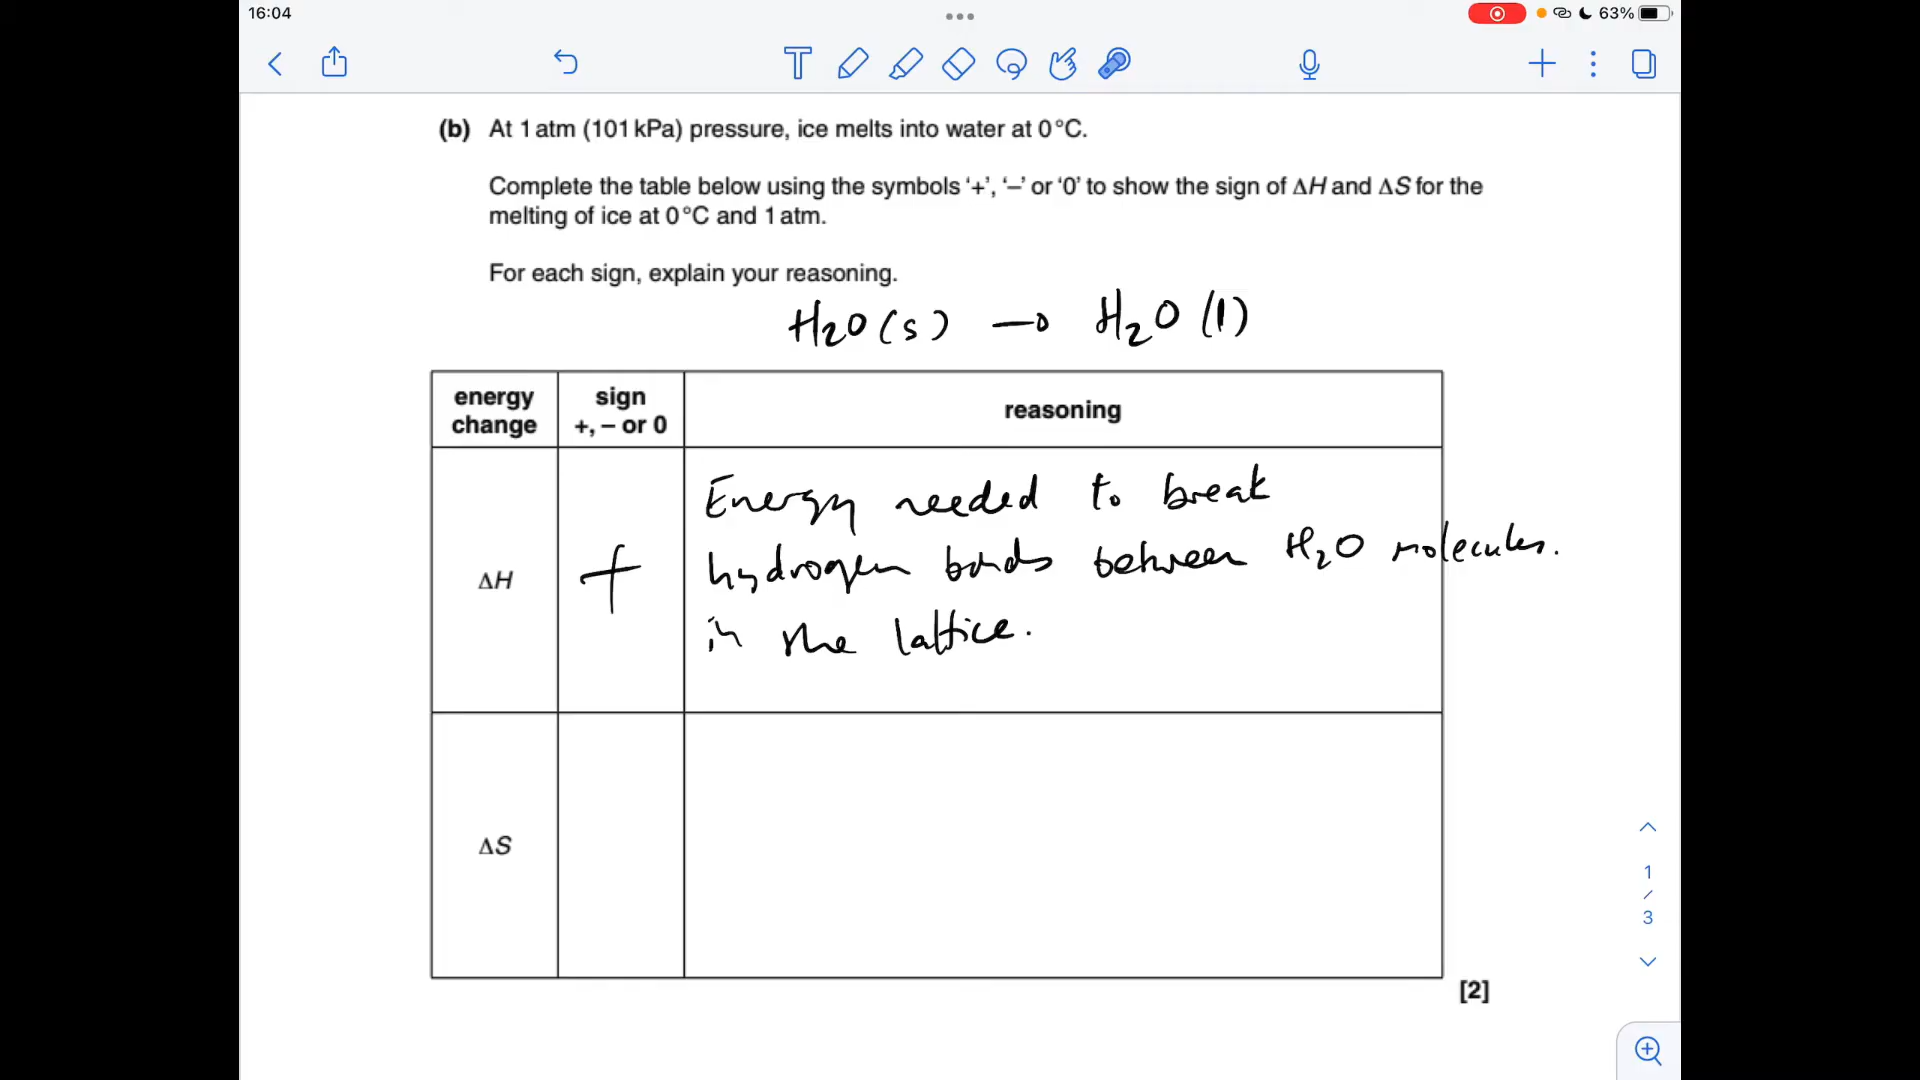 16:04
63%
(b) At 1 atm (101 kPa) pressure, ice melts into water at 0 °C.
Complete the table below using the symbols ‘+’, ‘–’ or ‘0’ to show the sign of ΔH and ΔS for the
melting of ice at 0 °C and 1 atm.
For each sign, explain your reasoning.
H₂O(s) → H₂O(l)
energy change
sign +, – or 0
reasoning
ΔH
+
Energy needed to break
hydrogen bonds between H₂O molecules.
in the lattice.
ΔS
[2]
1
/
3